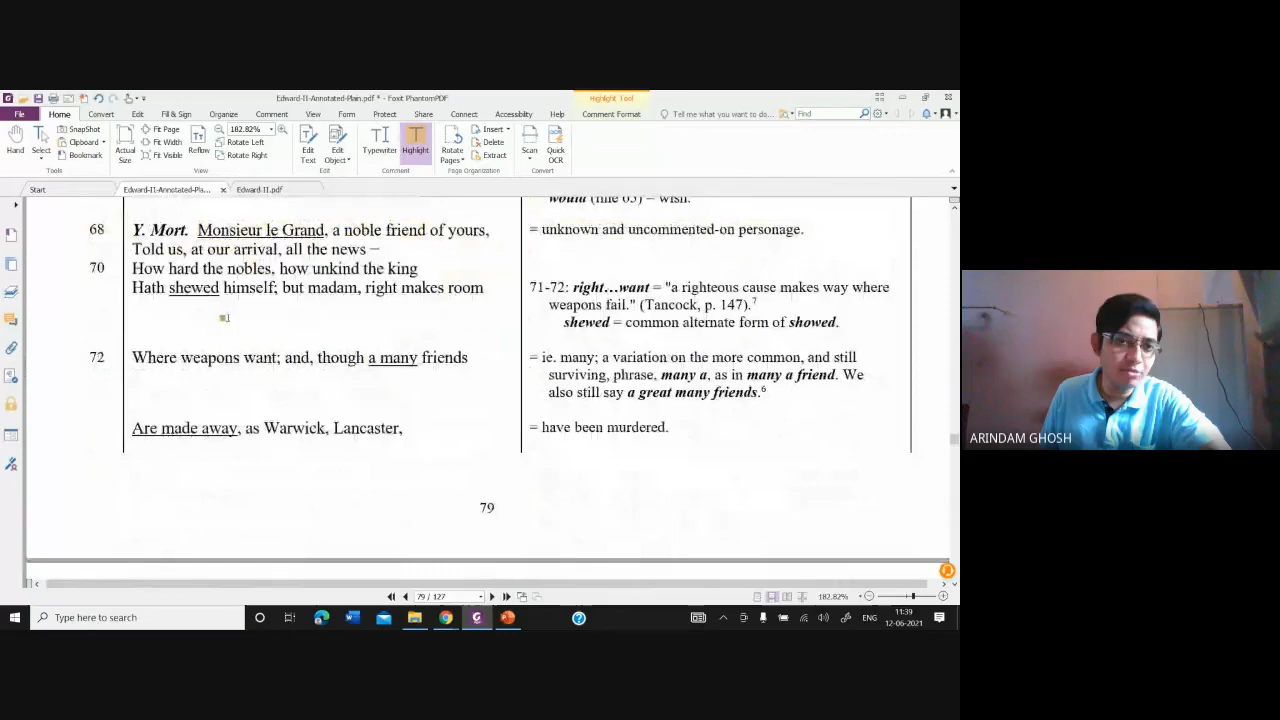 Edward-II-Annotated-Plain.pdf * - Foxit PhantomPDF
Highlight Tool
File
Home
Convert
Edit
Fill & Sign
Organize
Comment
View
Form
Protect
Share
Connect
Accessibility
Help
Comment Format
Tell me what you want to do...
Find
Hand
Select
SnapShot
Clipboard
Bookmark
Tools
Actual Size
Fit Page
Fit Width
Fit Visible
Reflow
182.82%
Rotate Left
Rotate Right
View
Edit Text
Edit Object
Edit
Typewriter
Highlight
Comment
Rotate Pages
Insert
Delete
Extract
Page Organization
Scan
Quick OCR
Convert
Start
Edward-II-Annotated-Pla...
Edward-II.pdf
would (line 65) = wish.
68 Y. Mort. Monsieur le Grand, a noble friend of yours,
= unknown and uncommented-on personage.
Told us, at our arrival, all the news –
70 How hard the nobles, how unkind the king
Hath shewed himself; but madam, right makes room
71-72: right…want = "a righteous cause makes way where
weapons fail." (Tancock, p. 147).7
shewed = common alternate form of showed.
72 Where weapons want; and, though a many friends
= ie. many; a variation on the more common, and still
surviving, phrase, many a, as in many a friend. We
also still say a great many friends.6
Are made away, as Warwick, Lancaster,
= have been murdered.
79
79 / 127
182.82%
Type here to search
ENG
11:39
12-06-2021
ARINDAM GHOSH